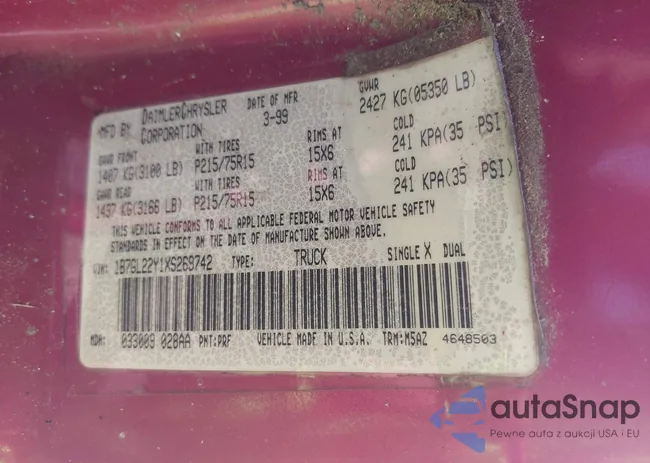 MFD BY DAIMLERCHRYSLER CORPORATION DATE OF MFR 3-99 GVWR 2427 KG(05350 LB)
GAWR FRONT WITH TIRES RIMS AT COLD
1407 KG(3100 LB) P215/75R15 15X6 241 KPA(35 PSI)
GAWR REAR WITH TIRES RIMS AT COLD
1437 KG(3166 LB) P215/75R15 15X6 241 KPA(35 PSI)
THIS VEHICLE CONFORMS TO ALL APPLICABLE FEDERAL MOTOR VEHICLE SAFETY
STANDARDS IN EFFECT ON THE DATE OF MANUFACTURE SHOWN ABOVE.
VIN: 1B7GL22Y1XS269742 TYPE: TRUCK SINGLE X DUAL
MDH: 033009 028AA PNT:PRF VEHICLE MADE IN U.S.A. TRM:M5AZ 4648503
autaSnap
Pewne auta z aukcji USA i EU